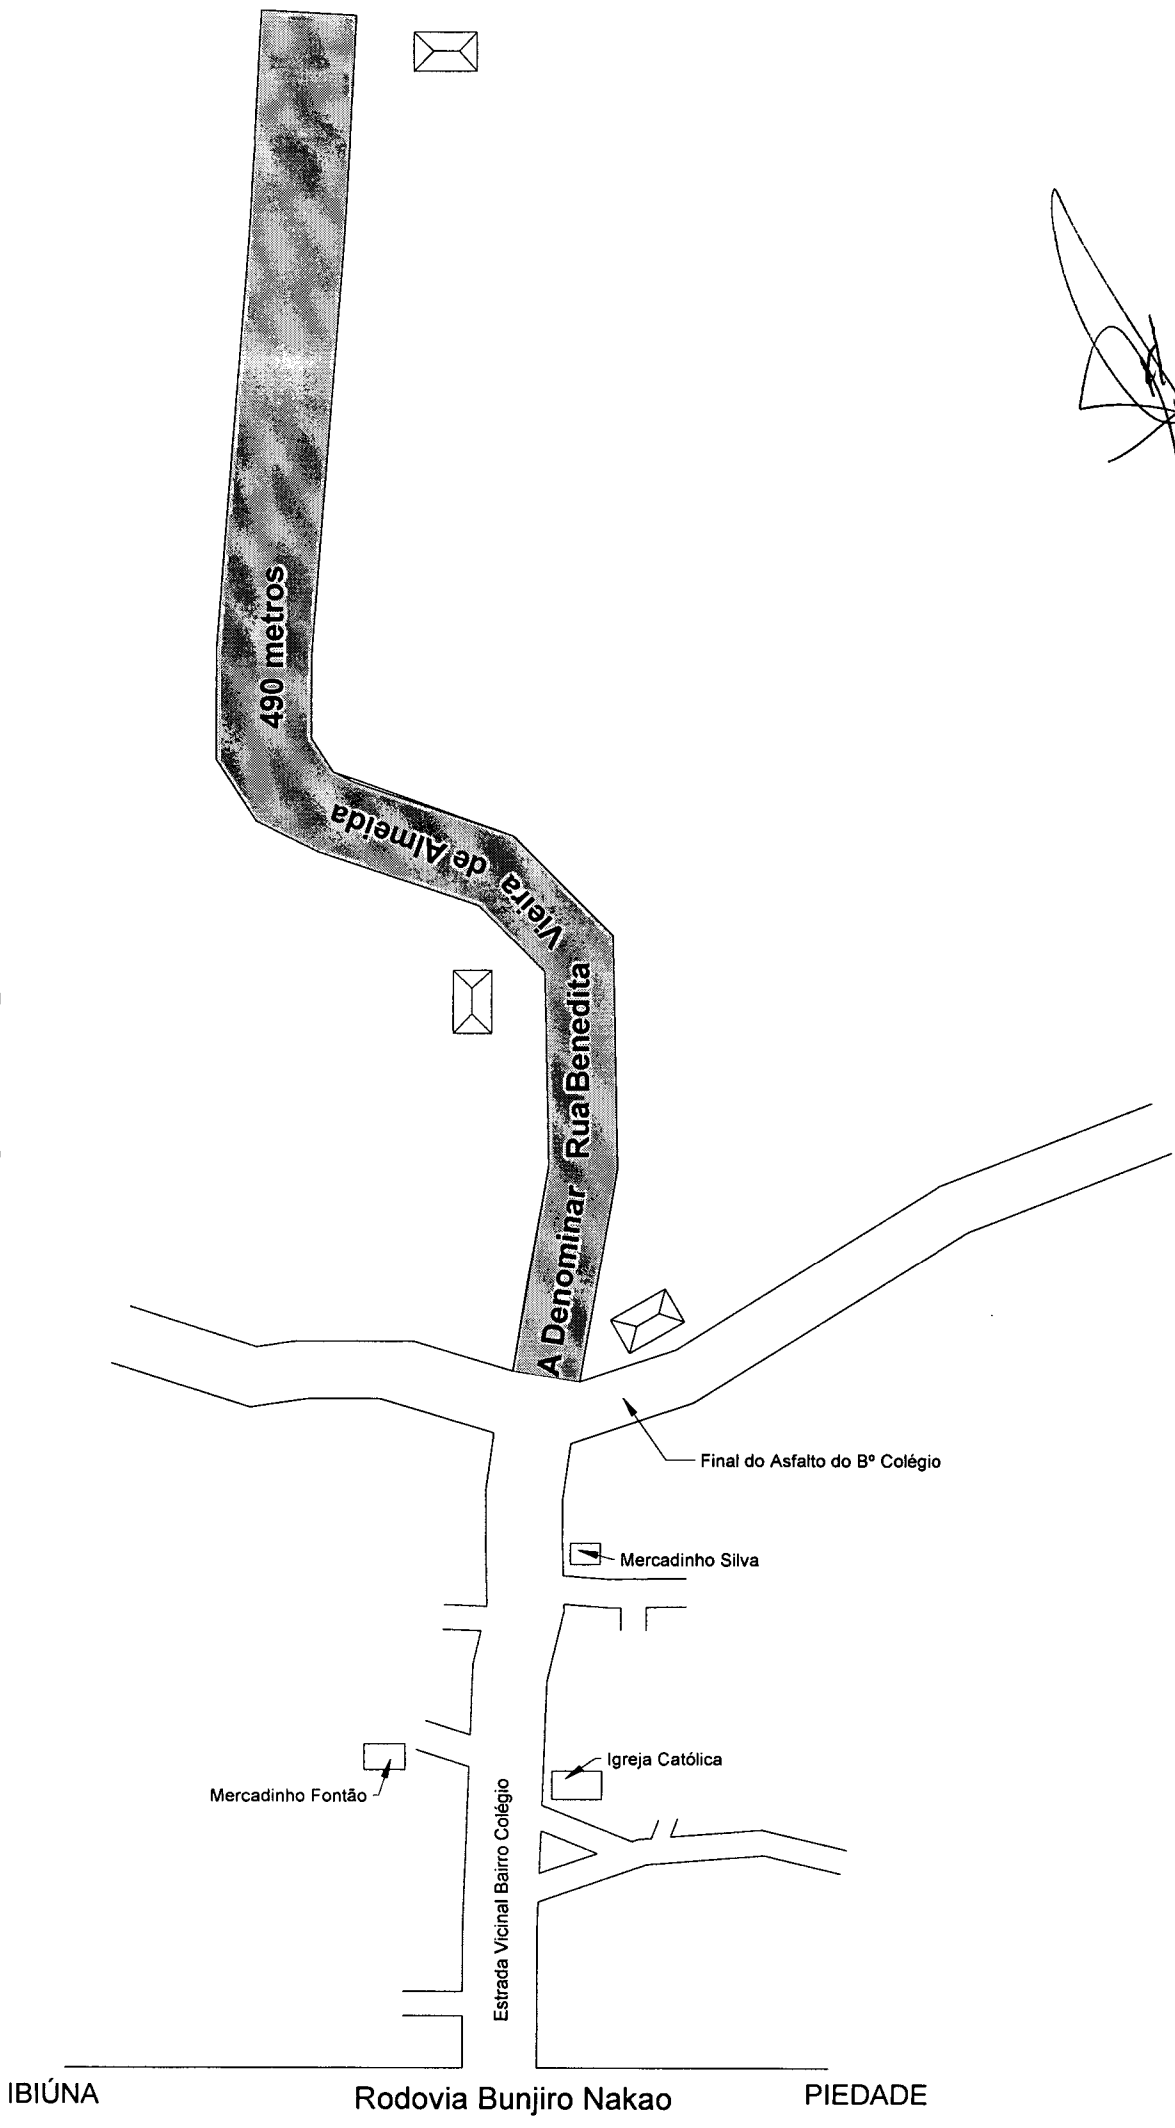 490 metros
A Denominar Rua Benedita Vieira de Almeida
Final do Asfalto do Bº Colégio
Mercadinho Silva
Igreja Católica
Mercadinho Fontão
Estrada Vicinal Bairro Colégio
IBIÚNA
Rodovia Bunjiro Nakao
PIEDADE